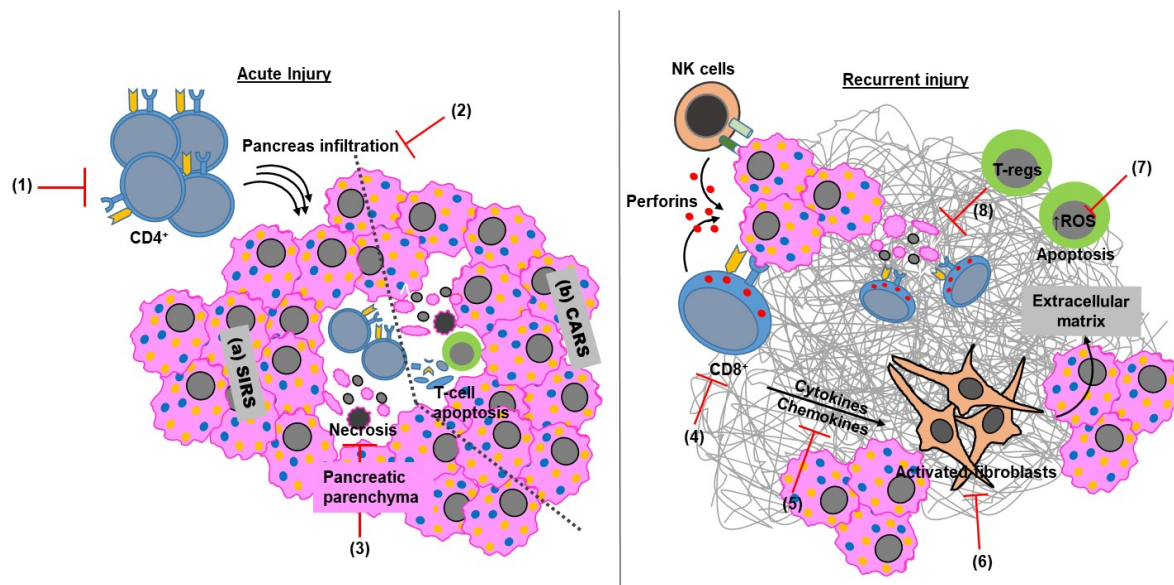 Acute Injury
(1)
CD4+
Pancreas infiltration
(2)
(a) SIRS
(b) CARS
T-cell
apoptosis
Necrosis
Pancreatic
parenchyma
(3)
Recurrent injury
NK cells
Perforins
CD8+
(4)
Cytokines
Chemokines
(5)
Activated fibroblasts
(6)
Extracellular
matrix
T-regs
↑ROS
Apoptosis
(7)
(8)